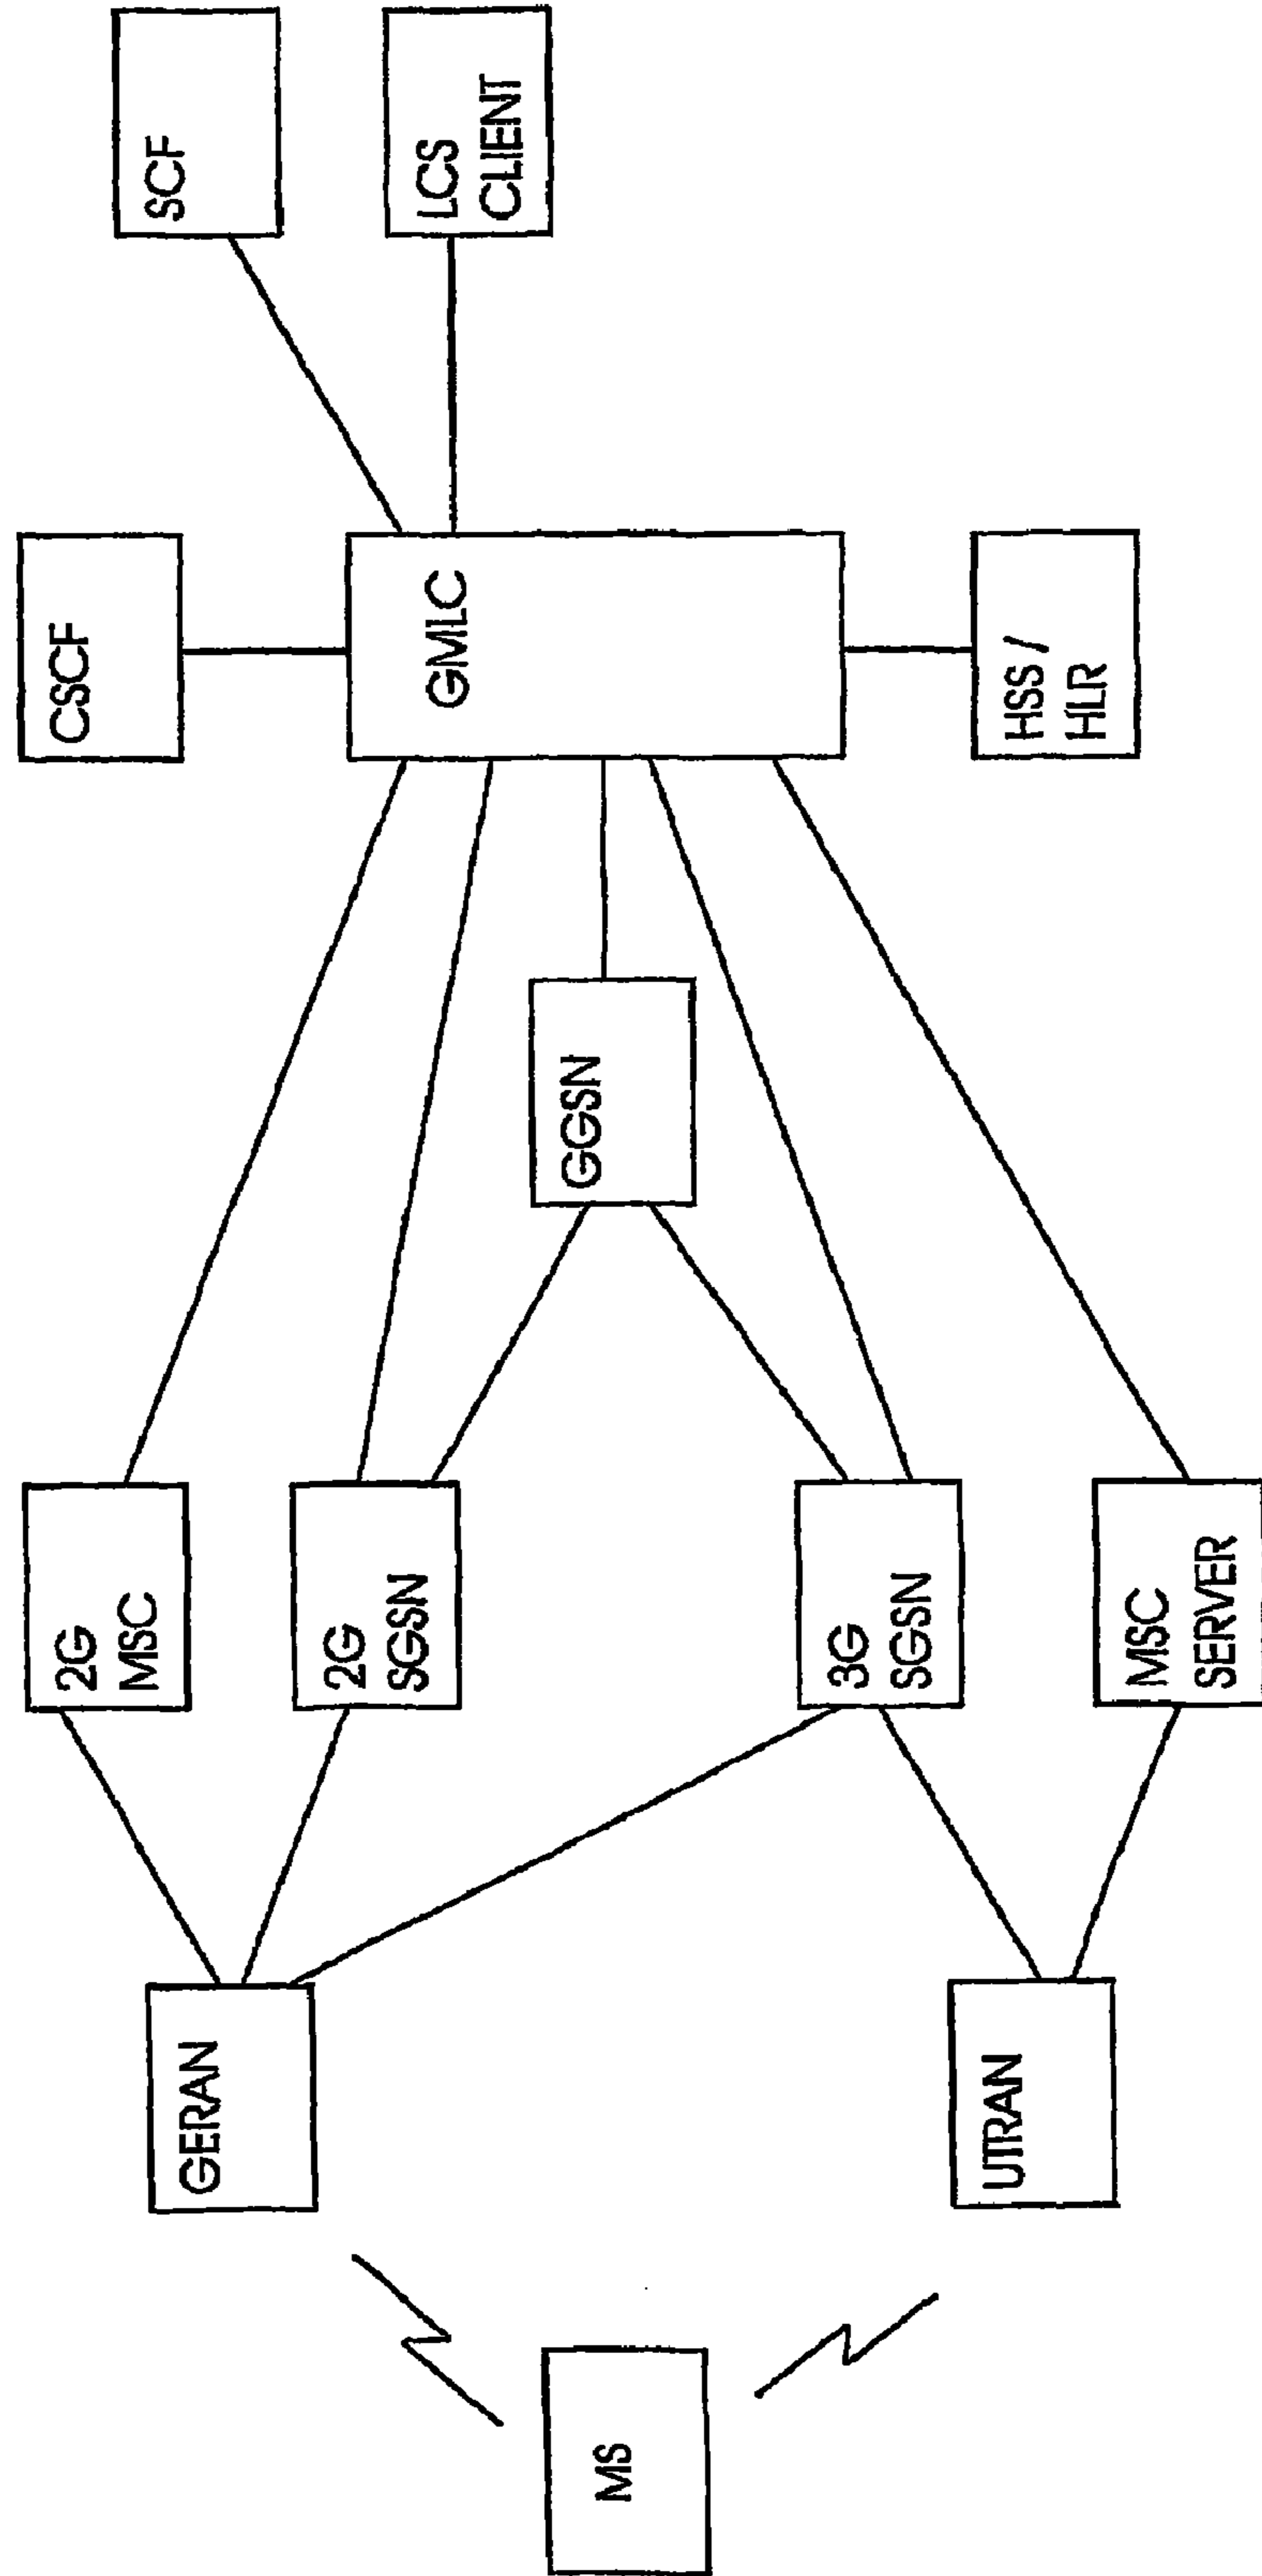 MS
GERAN
UTRAN
2G
MSC
2G
SGSN
3G
SGSN
MSC
SERVER
GGSN
CSCF
GMLC
HSS /
HLR
SCF
LCS
CLIENT